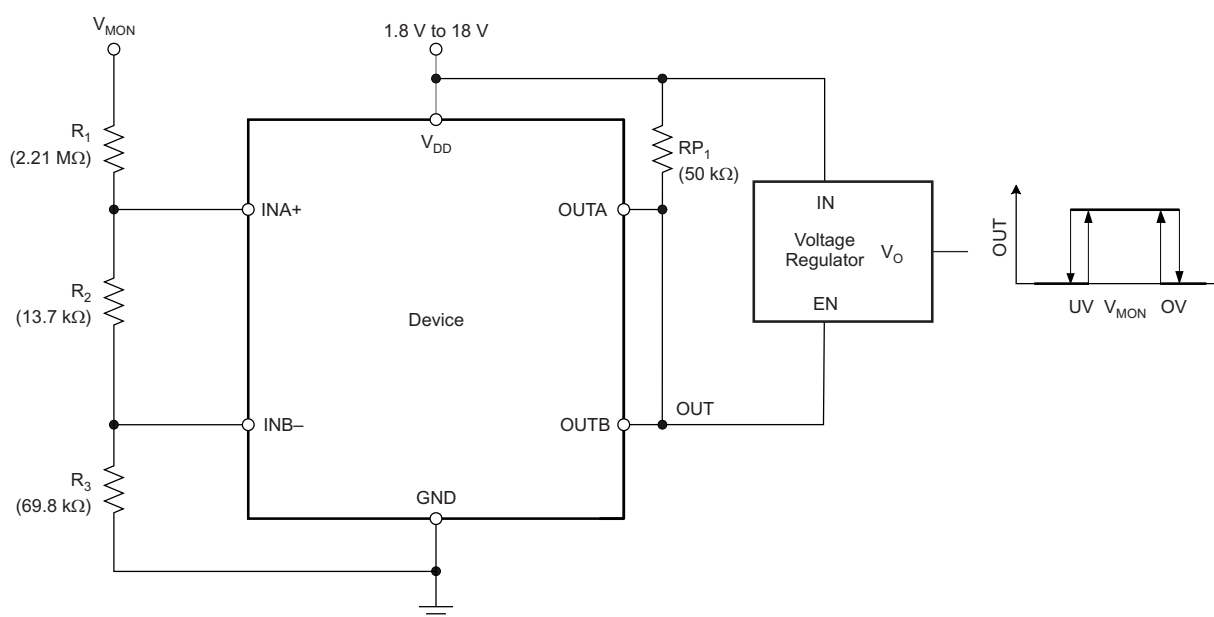 V_MON
1.8 V to 18 V
R_1
(2.21 MΩ)
V_DD
RP_1
(50 kΩ)
INA+
OUTA
IN
Voltage
Regulator
V_O
EN
OUT
UV V_MON OV
R_2
(13.7 kΩ)
Device
INB–
OUTB
OUT
R_3
(69.8 kΩ)
GND